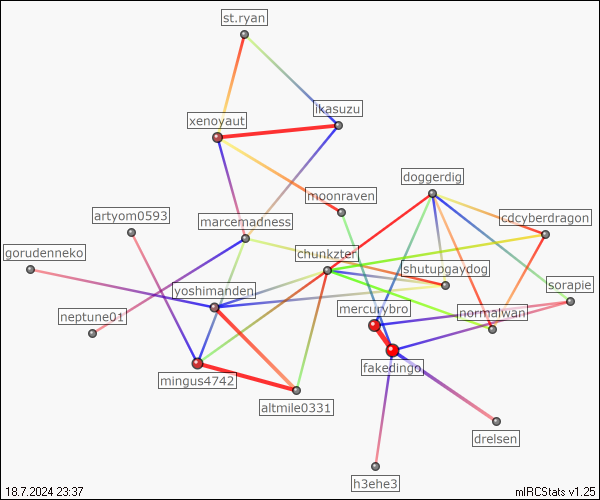 st.ryan
ikasuzu
xenoyaut
doggerdig
moonraven
artyom0593
cdcyberdragon
marcemadness
gorudenneko
chunkzter
shutupgaydog
sorapie
yoshimanden
mercurybro
normalwan
neptune01
fakedingo
mingus4742
altmile0331
drelsen
h3ehe3
18.7.2024 23:37
mIRCStats v1.25